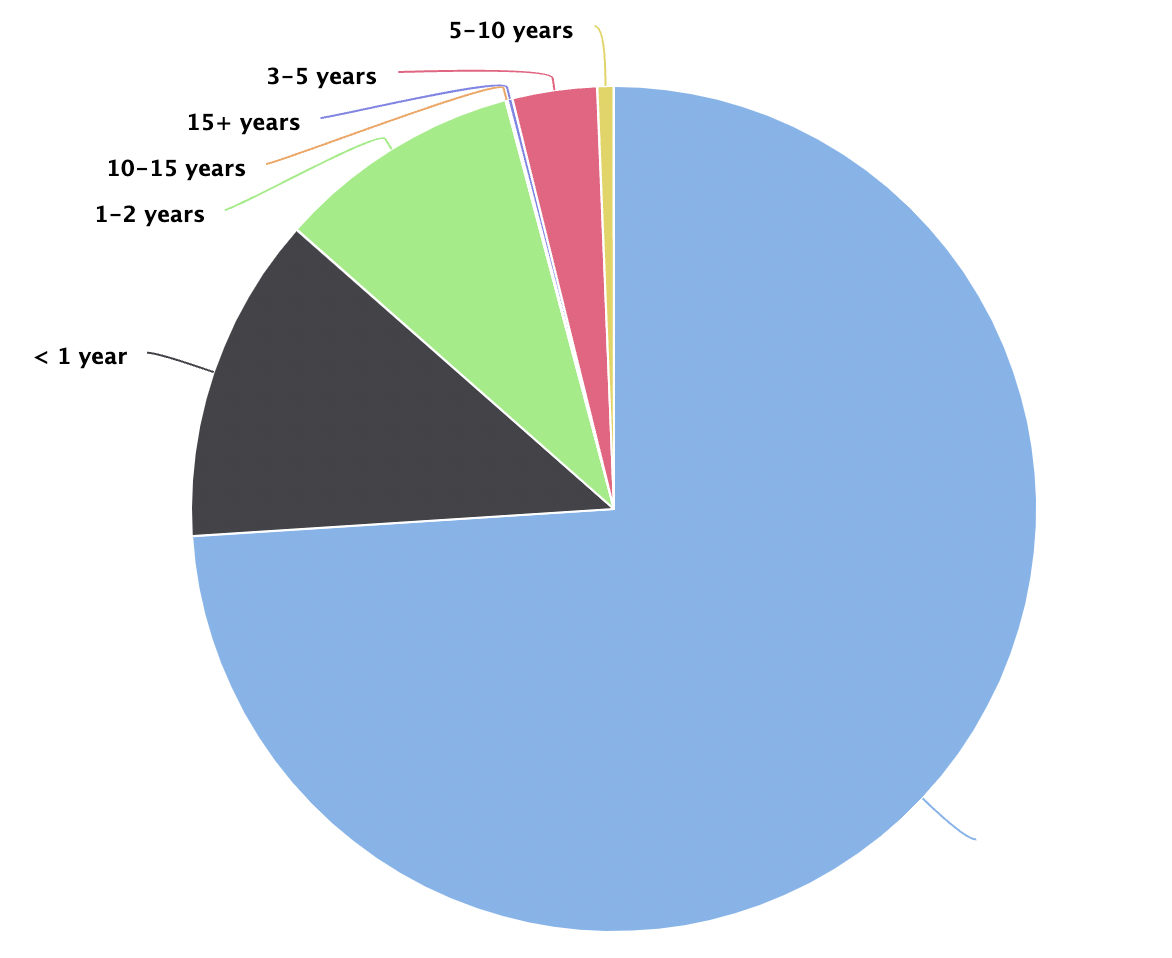 5–10 years
3–5 years
15+ years
10–15 years
1–2 years
< 1 year